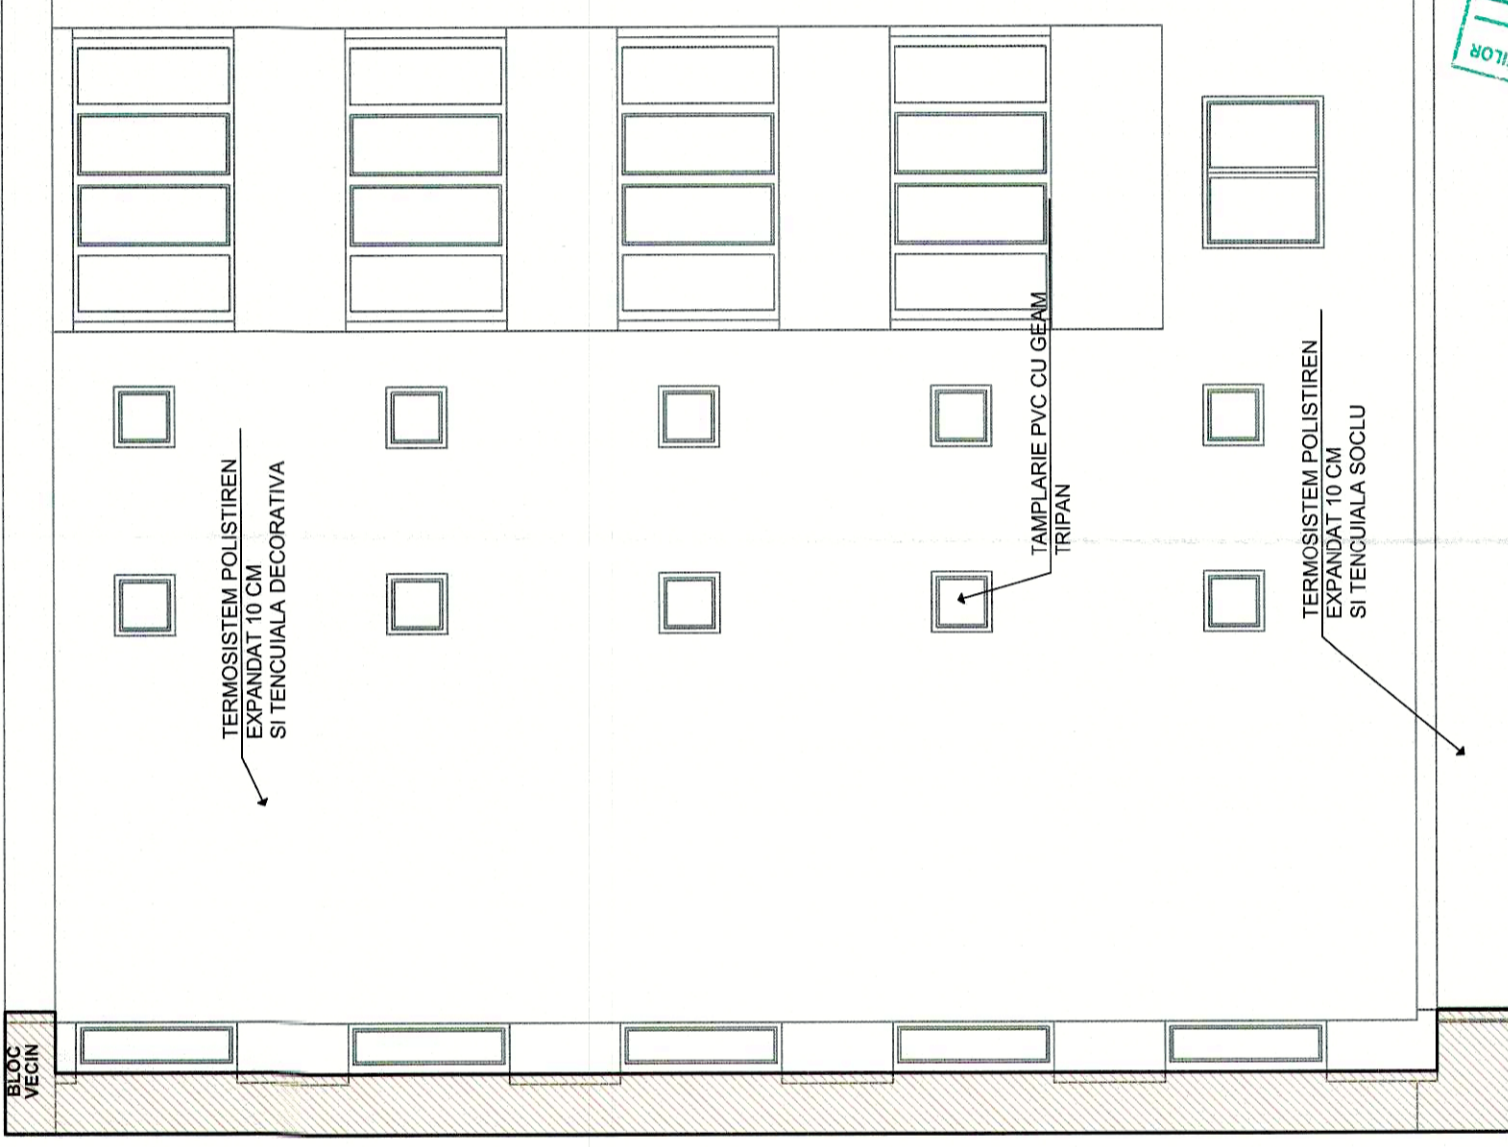 BLOC
VECIN
TERMOSISTEM POLISTIREN
EXPANDAT 10 CM
SI TENCUIALA DECORATIVA
TAMPLARIE PVC CU GEAM
TRIPAN
TERMOSISTEM POLISTIREN
EXPANDAT 10 CM
SI TENCUIALA SOCLU